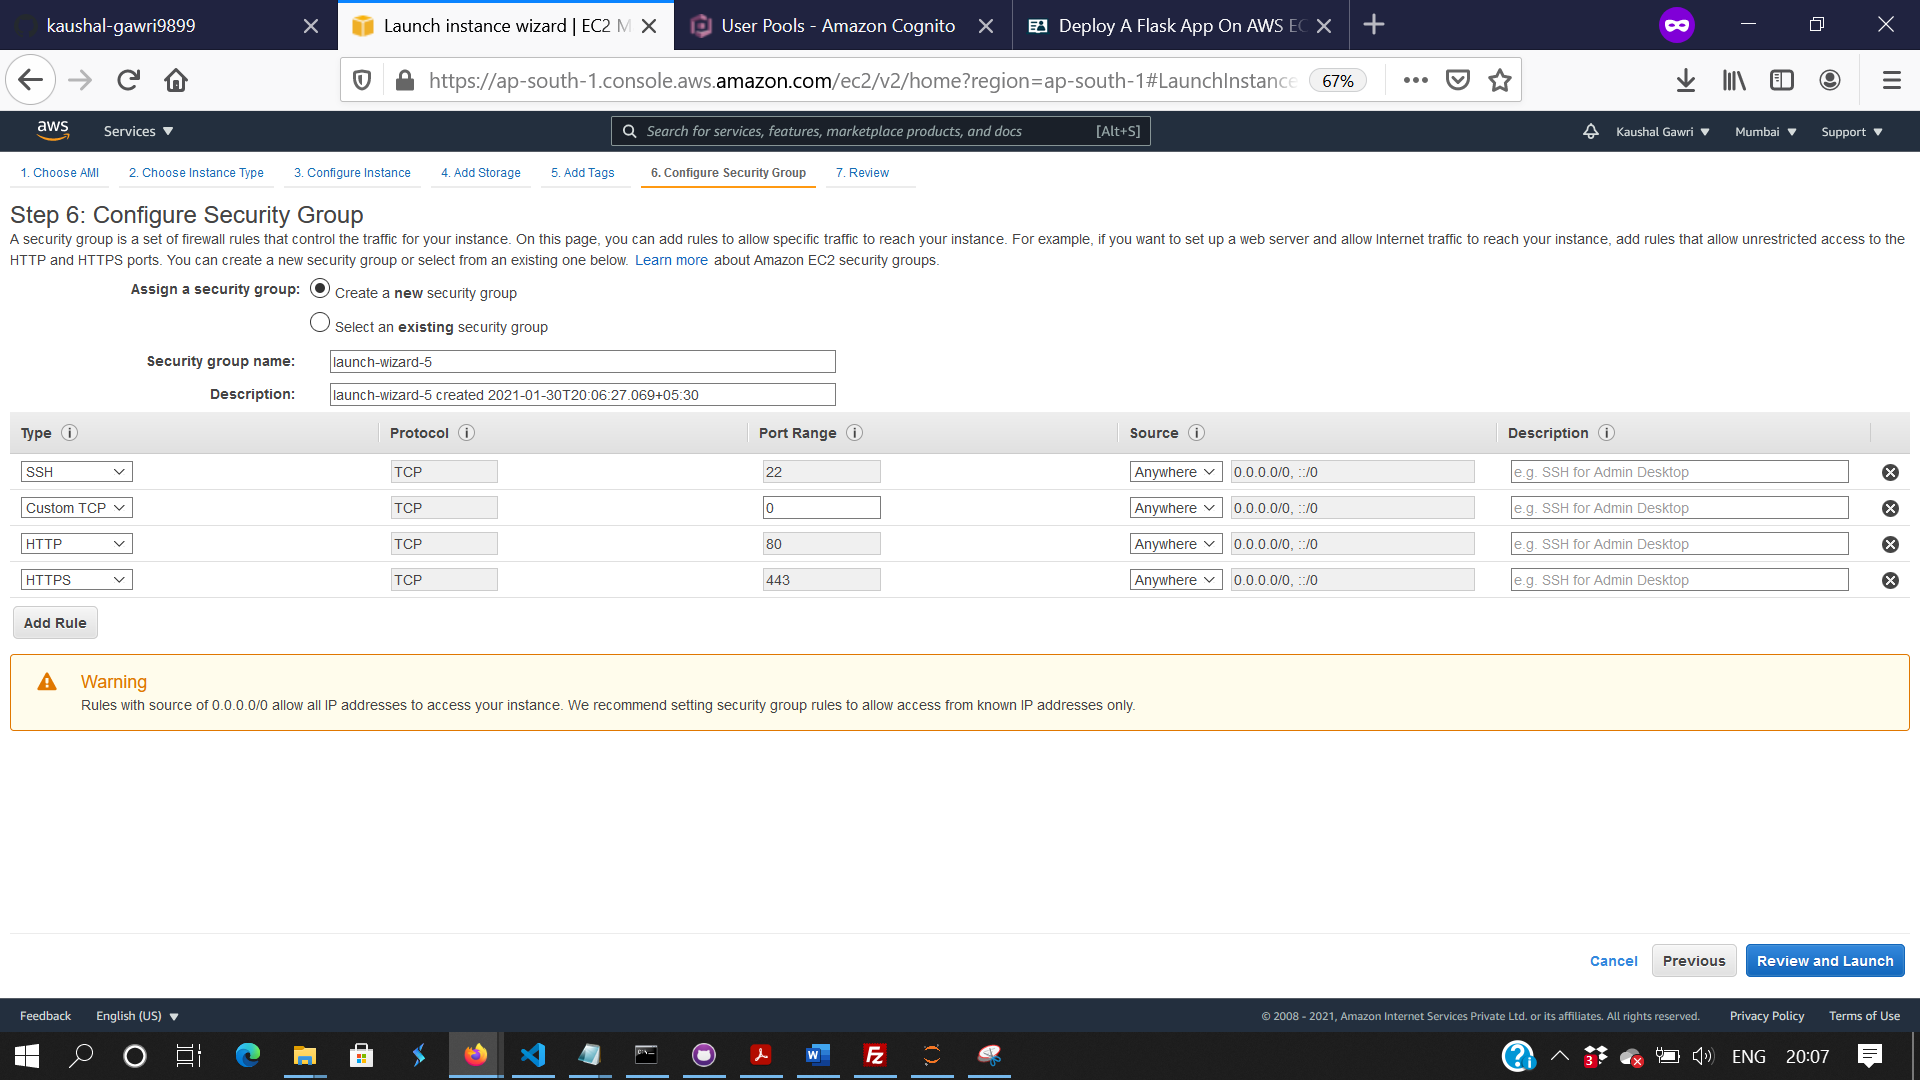 kaushal-gawri9899
Launch instance wizard | EC2 M
User Pools - Amazon Cognito
Deploy A Flask App On AWS EC
https://ap-south-1.console.aws.amazon.com/ec2/v2/home?region=ap-south-1#LaunchInstance
67%
aws
Services
Search for services, features, marketplace products, and docs
[Alt+S]
Kaushal Gawri
Mumbai
Support
1. Choose AMI
2. Choose Instance Type
3. Configure Instance
4. Add Storage
5. Add Tags
6. Configure Security Group
7. Review
Step 6: Configure Security Group
A security group is a set of firewall rules that control the traffic for your instance. On this page, you can add rules to allow specific traffic to reach your instance. For example, if you want to set up a web server and allow Internet traffic to reach your instance, add rules that allow unrestricted access to the
HTTP and HTTPS ports. You can create a new security group or select from an existing one below. Learn more about Amazon EC2 security groups.
Assign a security group: Create a new security group
Select an existing security group
Security group name: launch-wizard-5
Description: launch-wizard-5 created 2021-01-30T20:06:27.069+05:30
Type Protocol Port Range Source Description
SSH TCP 22 Anywhere 0.0.0.0/0, ::/0 e.g. SSH for Admin Desktop
Custom TCP TCP 0 Anywhere 0.0.0.0/0, ::/0 e.g. SSH for Admin Desktop
HTTP TCP 80 Anywhere 0.0.0.0/0, ::/0 e.g. SSH for Admin Desktop
HTTPS TCP 443 Anywhere 0.0.0.0/0, ::/0 e.g. SSH for Admin Desktop
Add Rule
Warning
Rules with source of 0.0.0.0/0 allow all IP addresses to access your instance. We recommend setting security group rules to allow access from known IP addresses only.
Cancel
Previous
Review and Launch
Feedback
English (US)
© 2008 - 2021, Amazon Internet Services Private Ltd. or its affiliates. All rights reserved.
Privacy Policy
Terms of Use
3
ENG
20:07